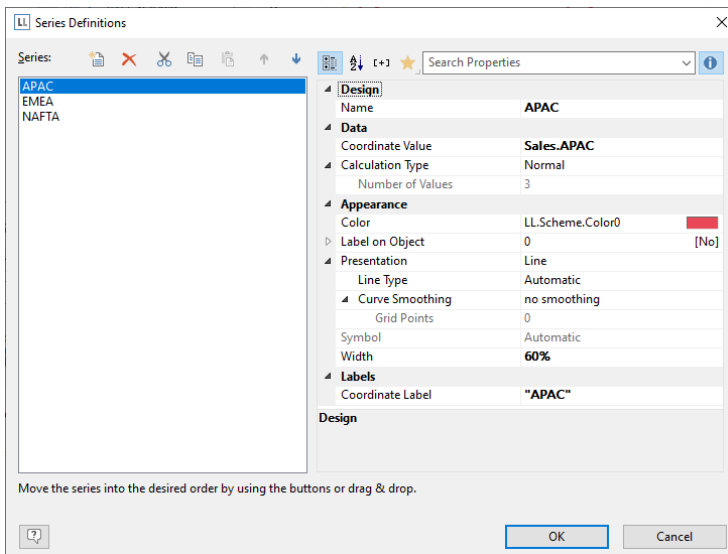 LL Series Definitions
Series:
Search Properties
APAC
EMEA
NAFTA
Design
Name APAC
Data
Coordinate Value Sales.APAC
Calculation Type Normal
Number of Values 3
Appearance
Color LL.Scheme.Color0
Label on Object 0 [No]
Presentation Line
Line Type Automatic
Curve Smoothing no smoothing
Grid Points 0
Symbol Automatic
Width 60%
Labels
Coordinate Label "APAC"
Design
Move the series into the desired order by using the buttons or drag & drop.
OK Cancel